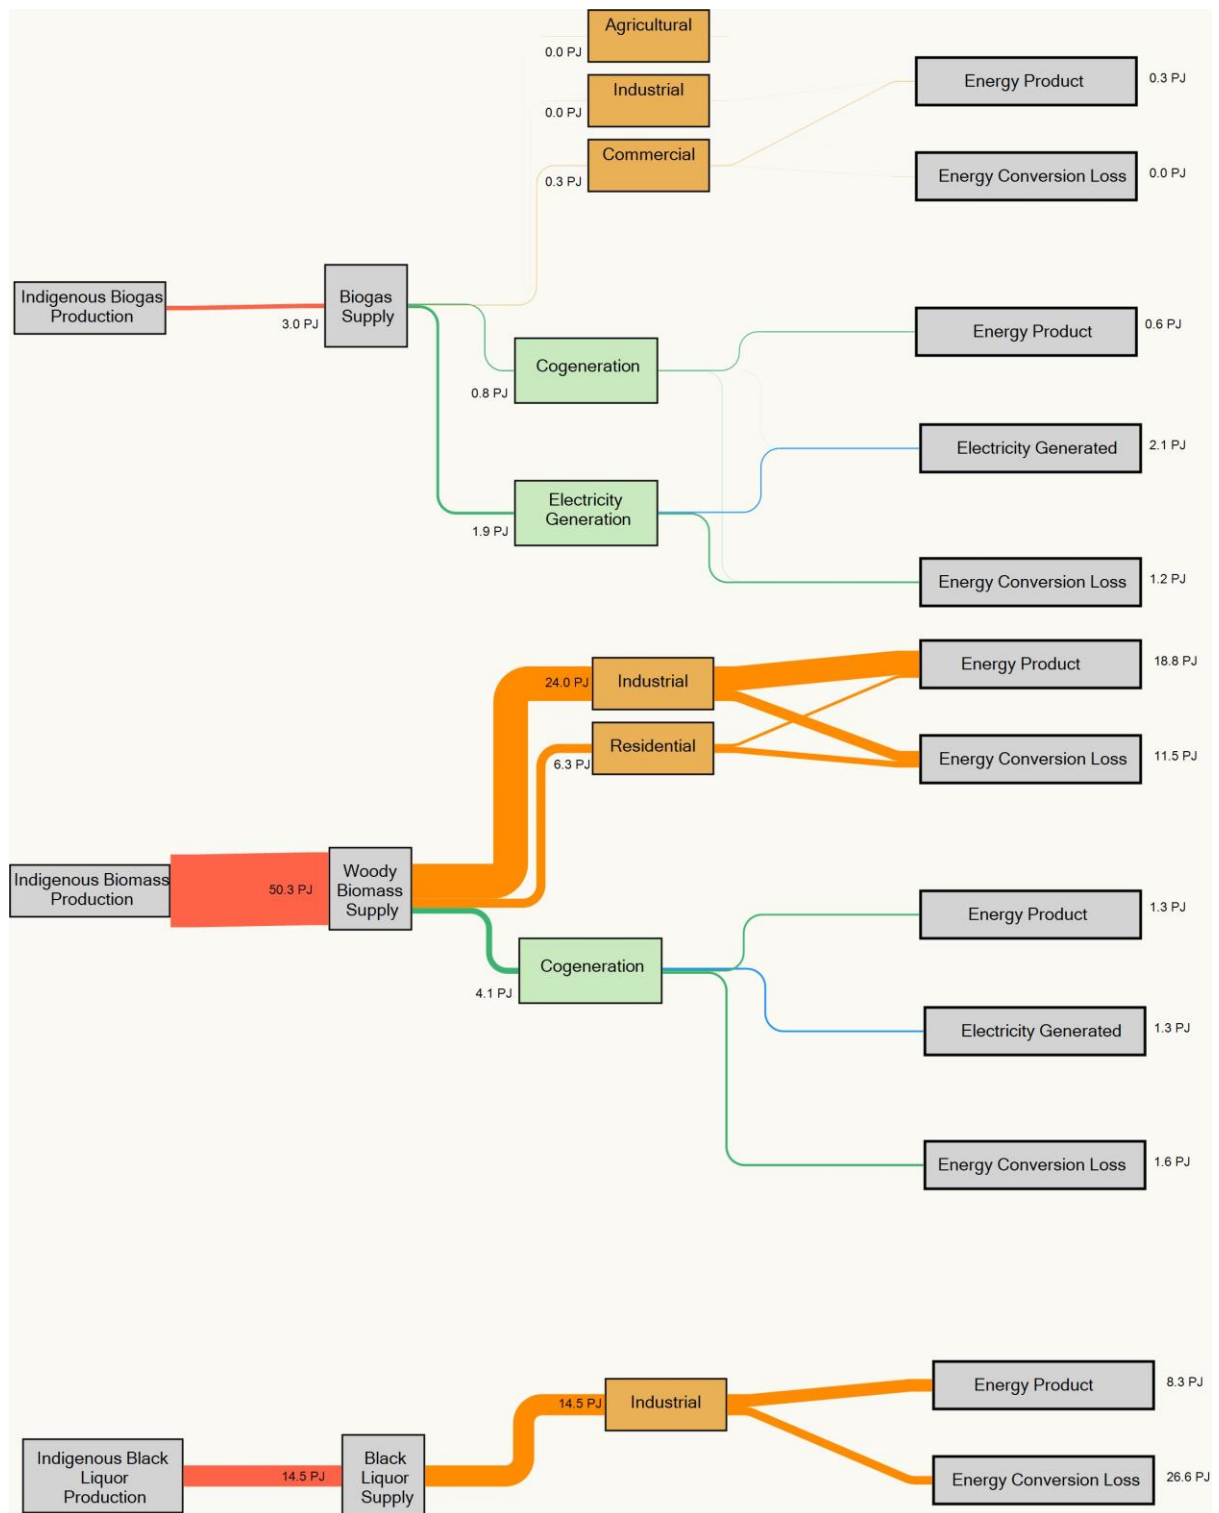 Agricultural
0.0 PJ
Industrial
0.0 PJ
Commercial
0.3 PJ
Energy Product
0.3 PJ
Energy Conversion Loss
0.0 PJ
Indigenous Biogas
Production
3.0 PJ
Biogas
Supply
Cogeneration
0.8 PJ
Electricity
Generation
1.9 PJ
Energy Product
0.6 PJ
Electricity Generated
2.1 PJ
Energy Conversion Loss
1.2 PJ
24.0 PJ
Industrial
6.3 PJ
Residential
Energy Product
18.8 PJ
Energy Conversion Loss
11.5 PJ
Indigenous Biomass
Production
50.3 PJ
Woody
Biomass
Supply
Cogeneration
4.1 PJ
Energy Product
1.3 PJ
Electricity Generated
1.3 PJ
Energy Conversion Loss
1.6 PJ
Indigenous Black
Liquor
Production
14.5 PJ
Black
Liquor
Supply
14.5 PJ
Industrial
Energy Product
8.3 PJ
Energy Conversion Loss
26.6 PJ